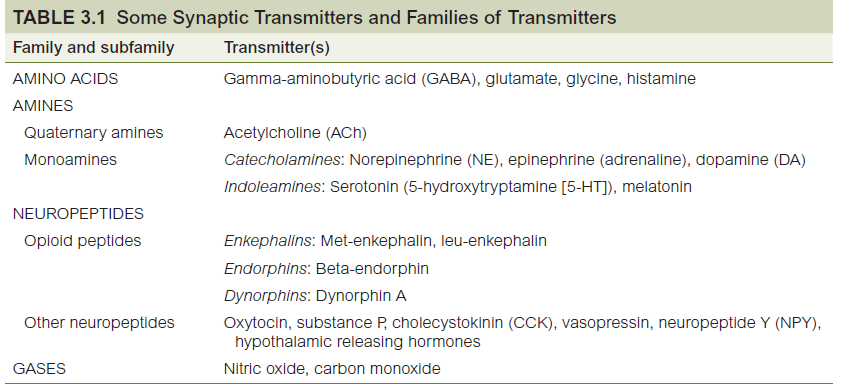 TABLE 3.1 Some Synaptic Transmitters and Families of Transmitters
Family and subfamily Transmitter(s)
AMINO ACIDS Gamma-aminobutyric acid (GABA), glutamate, glycine, histamine
AMINES
Quaternary amines Acetylcholine (ACh)
Monoamines Catecholamines: Norepinephrine (NE), epinephrine (adrenaline), dopamine (DA)
Indoleamines: Serotonin (5-hydroxytryptamine [5-HT]), melatonin
NEUROPEPTIDES
Opioid peptides Enkephalins: Met-enkephalin, leu-enkephalin
Endorphins: Beta-endorphin
Dynorphins: Dynorphin A
Other neuropeptides Oxytocin, substance P, cholecystokinin (CCK), vasopressin, neuropeptide Y (NPY),
hypothalamic releasing hormones
GASES Nitric oxide, carbon monoxide